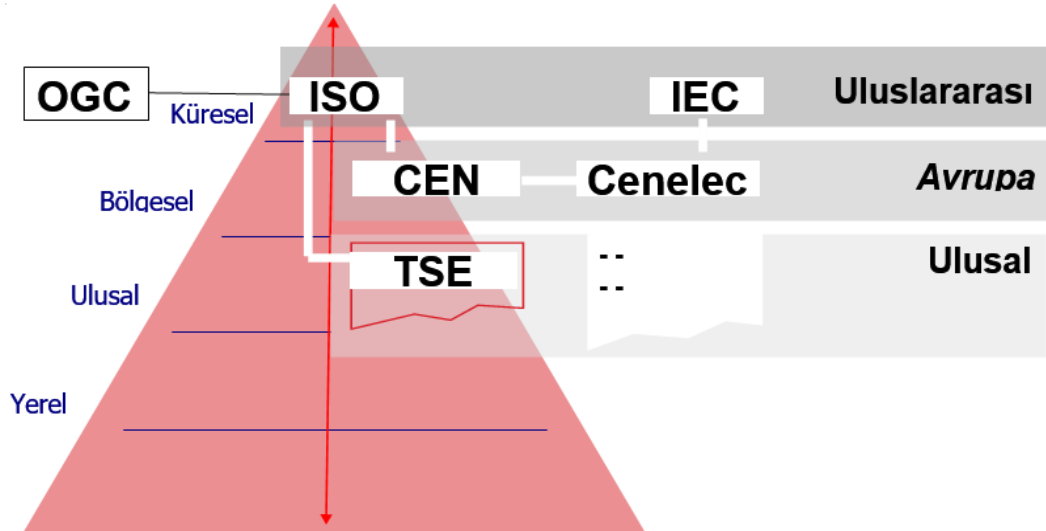 OGC
ISO
IEC
Uluslararası
Küresel
CEN
Cenelec
Avrupa
Bölgesel
TSE
- -
- -
Ulusal
Ulusal
Yerel